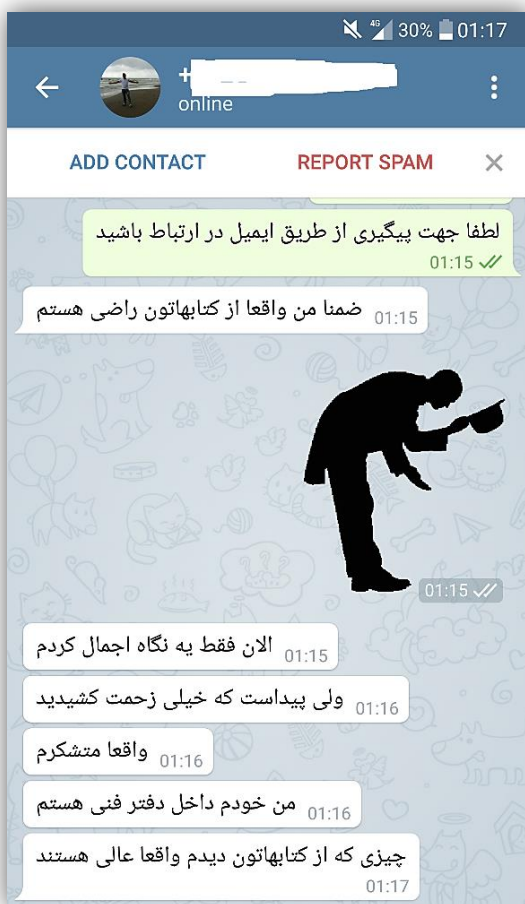 4G 30% 01:17
+
online
ADD CONTACT REPORT SPAM
لطفا جهت پیگیری از طریق ایمیل در ارتباط باشید
01:15
ضمنا من واقعا از کتابهاتون راضی هستم 01:15
01:15
الان فقط یه نگاه اجمال کردم 01:15
ولی پیداست که خیلی زحمت کشیدید 01:16
واقعا متشکرم 01:16
من خودم داخل دفتر فنی هستم 01:16
چیزی که از کتابهاتون دیدم واقعا عالی هستند
01:17